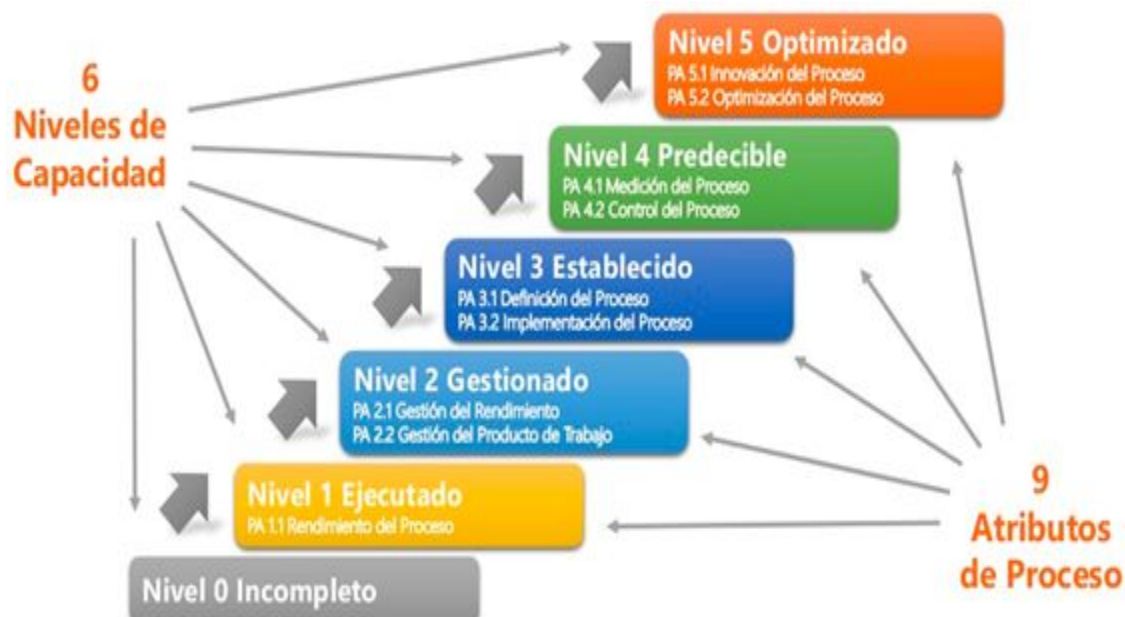 6
Niveles de
Capacidad
Nivel 5 Optimizado
PA 5.1 Innovación del Proceso
PA 5.2 Optimización del Proceso
Nivel 4 Predecible
PA 4.1 Medición del Proceso
PA 4.2 Control del Proceso
Nivel 3 Establecido
PA 3.1 Definición del Proceso
PA 3.2 Implementación del Proceso
Nivel 2 Gestionado
PA 2.1 Gestión del Rendimiento
PA 2.2 Gestión del Producto de Trabajo
Nivel 1 Ejecutado
PA 1.1 Rendimiento del Proceso
Nivel 0 Incompleto
9
Atributos
de Proceso